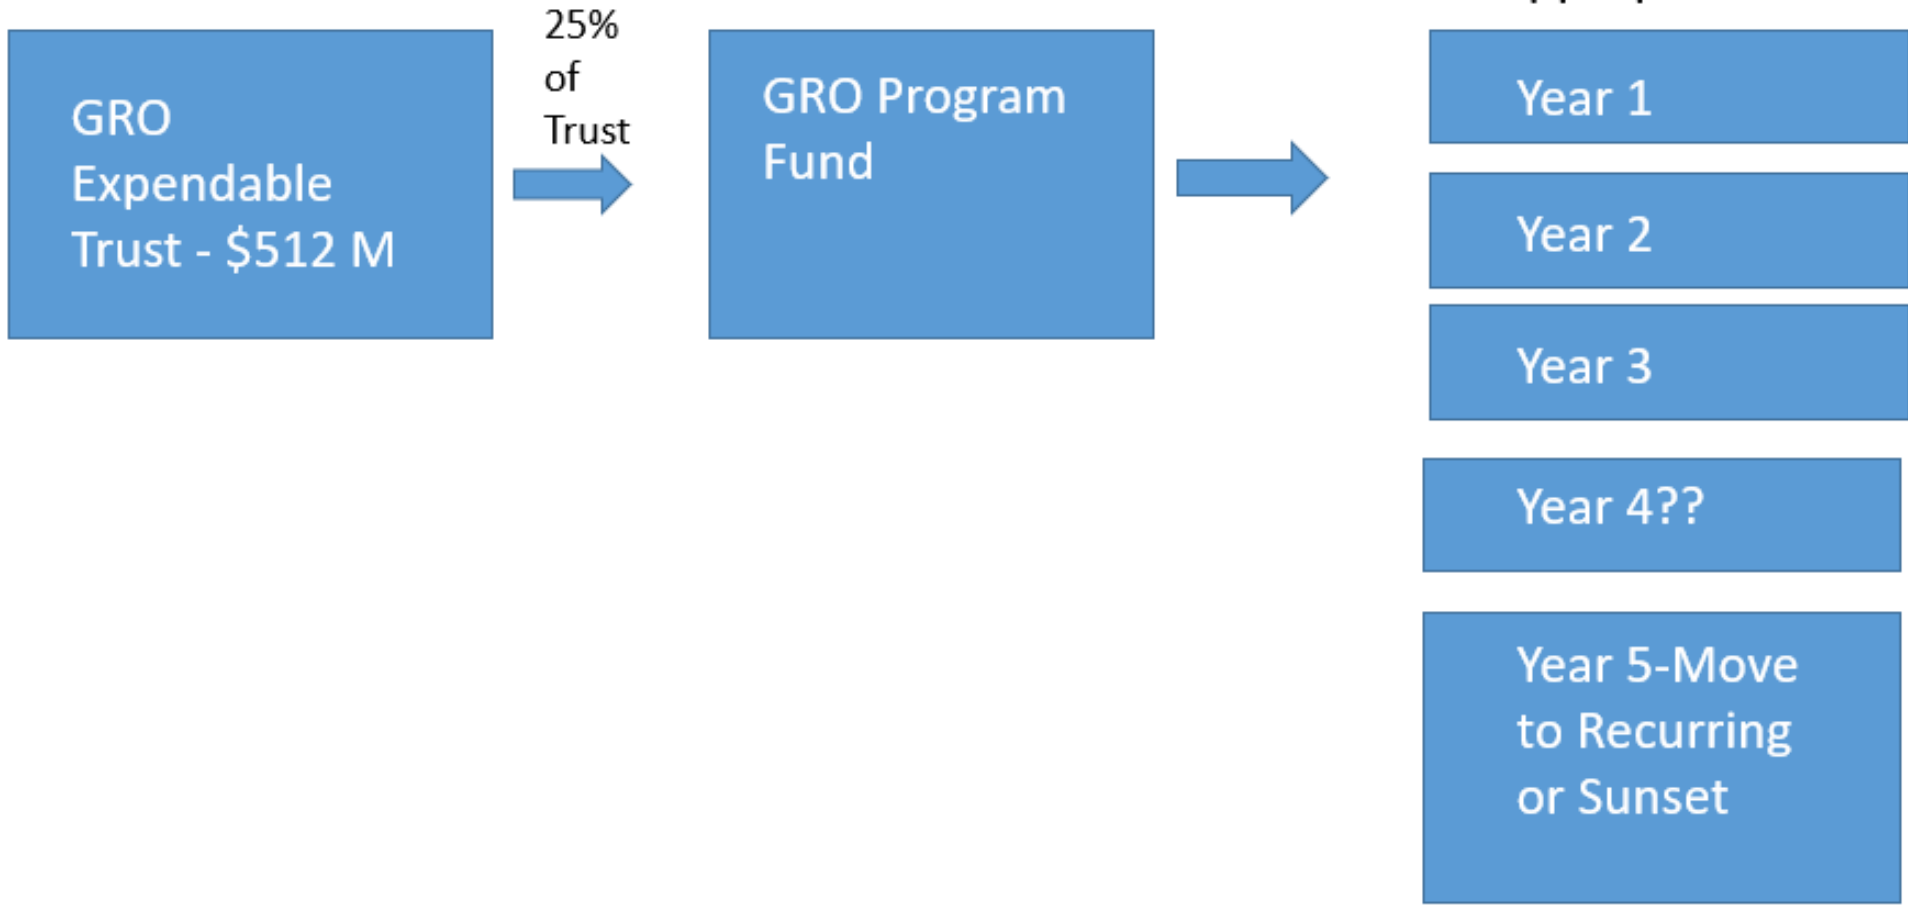 GRO
Expendable
Trust - $512 M
25%
of
Trust
GRO Program
Fund
Year 1
Year 2
Year 3
Year 4??
Year 5-Move
to Recurring
or Sunset